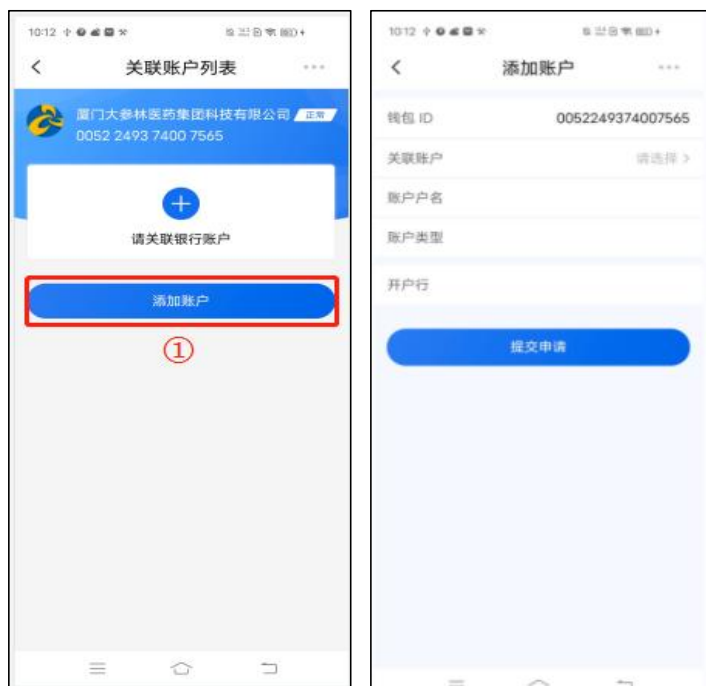 10:12
关联账户列表
厦门大参林医药集团科技有限公司 正常
0052 2493 7400 7565
请关联银行账户
添加账户
①
10:12
添加账户
钱包 ID 0052249374007565
关联账户 请选择 >
账户户名
账户类型
开户行
提交申请